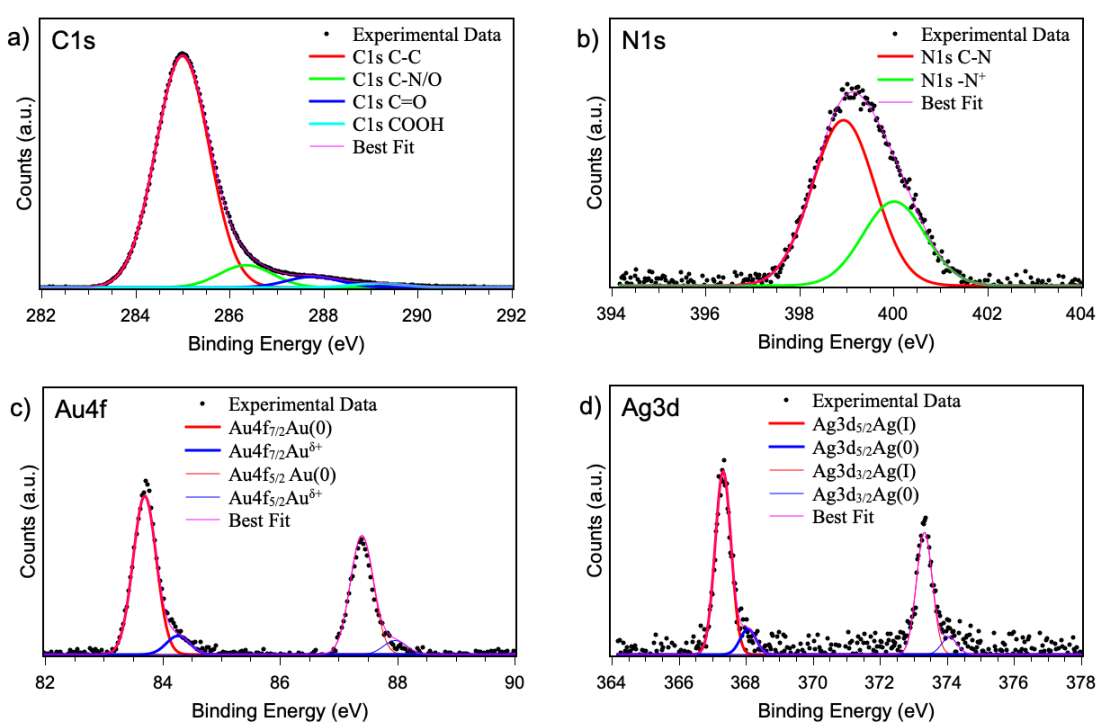 a) C1s
Experimental Data
C1s C-C
C1s C-N/O
C1s C=O
C1s COOH
Best Fit
Counts (a.u.)
282 284 286 288 290 292
Binding Energy (eV)
b) N1s
Experimental Data
N1s C-N
N1s -N⁺
Best Fit
Counts (a.u.)
394 396 398 400 402 404
Binding Energy (eV)
c) Au4f
Experimental Data
Au4f₇/₂Au(0)
Au4f₇/₂Auᵟ⁺
Au4f₅/₂ Au(0)
Au4f₅/₂Auᵟ⁺
Best Fit
Counts (a.u.)
82 84 86 88 90
Binding Energy (eV)
d) Ag3d
Experimental Data
Ag3d₅/₂Ag(I)
Ag3d₅/₂Ag(0)
Ag3d₃/₂Ag(I)
Ag3d₃/₂Ag(0)
Best Fit
Counts (a.u.)
364 366 368 370 372 374 376 378
Binding Energy (eV)